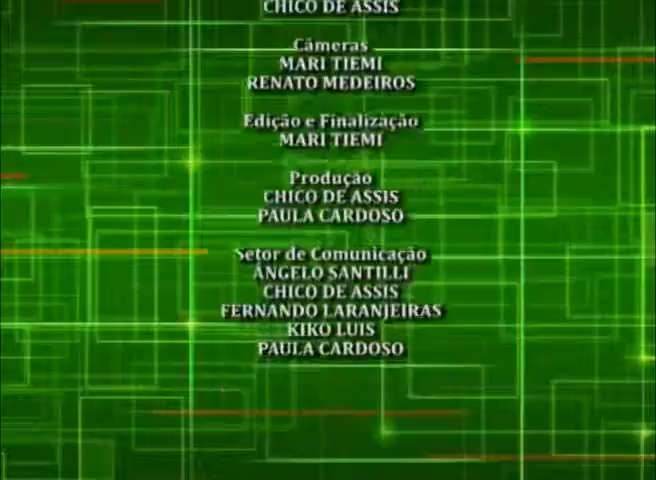 CHICO DE ASSIS
Câmeras
MARI TIEMI
RENATO MEDEIROS
Edição e Finalização
MARI TIEMI
Produção
CHICO DE ASSIS
PAULA CARDOSO
Setor de Comunicação
ÂNGELO SANTILLI
CHICO DE ASSIS
FERNANDO LARANJEIRAS
KIKO LUIS
PAULA CARDOSO